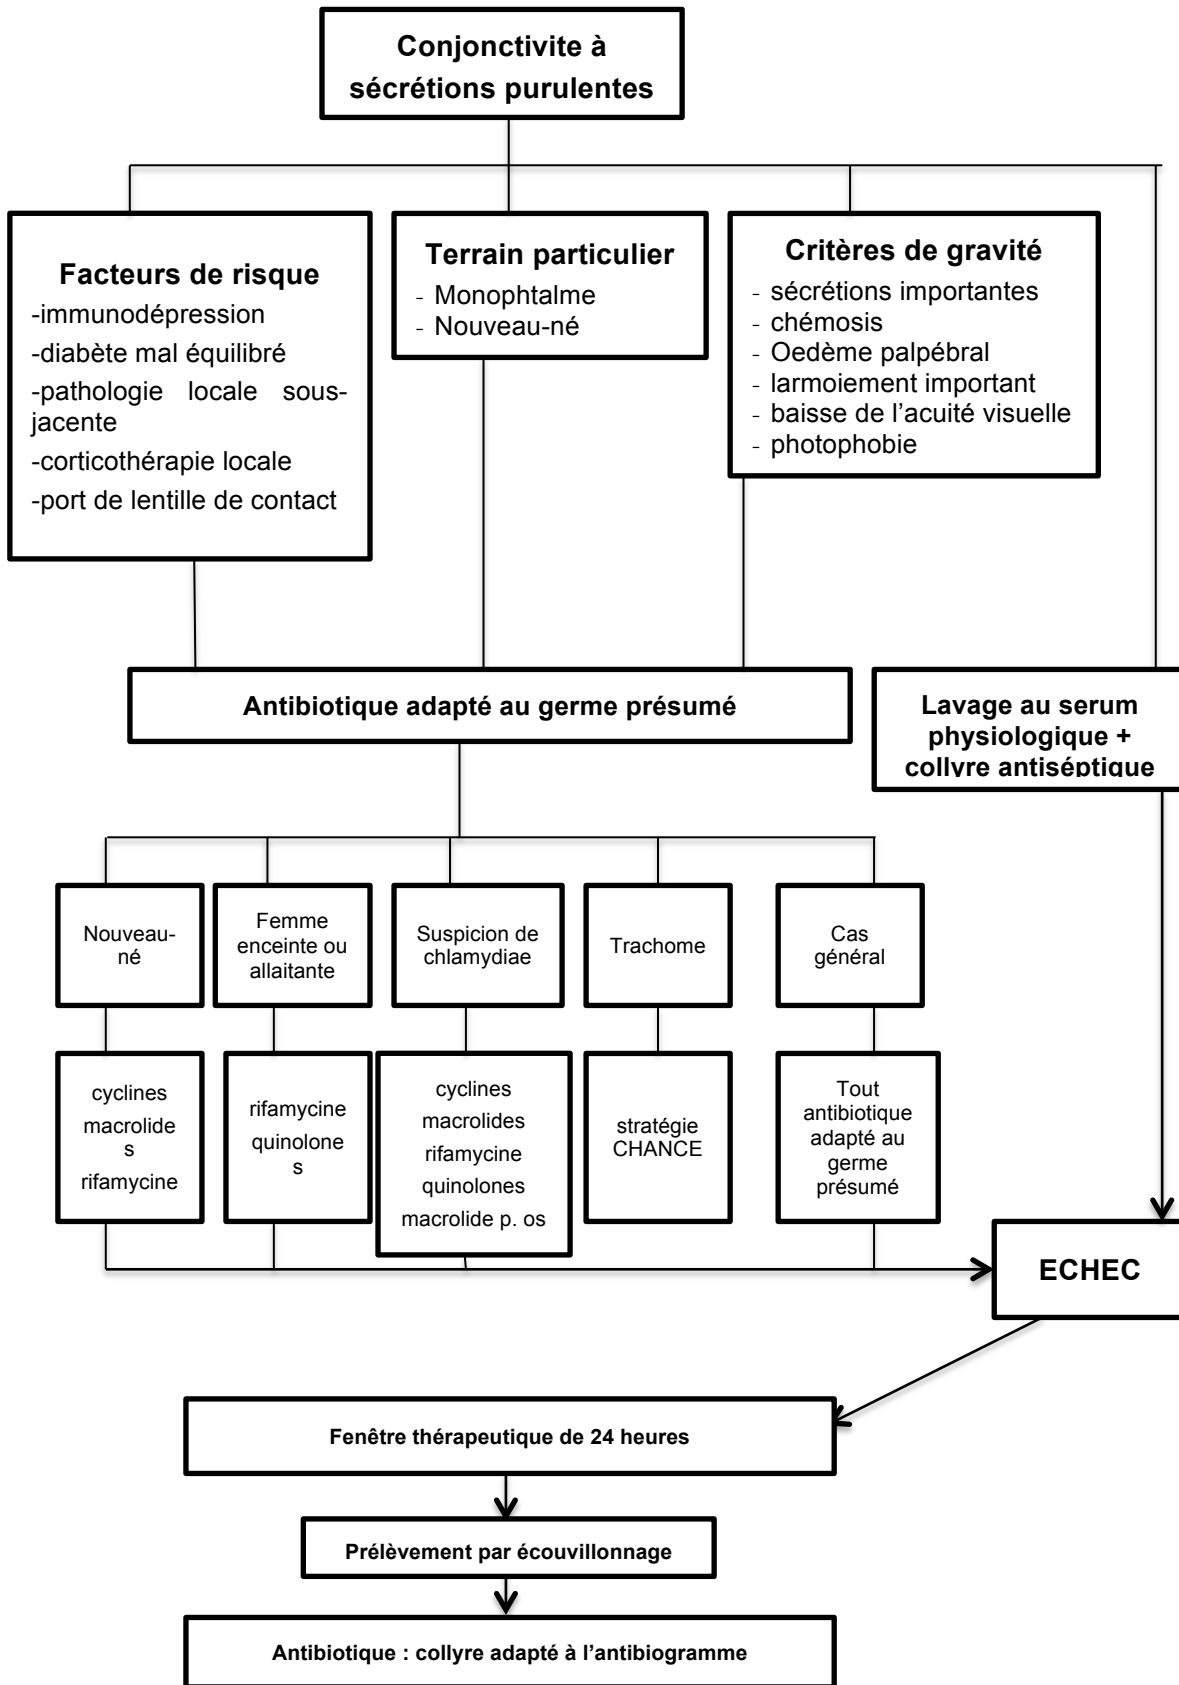 Conjonctivite à
sécrétions purulentes
Facteurs de risque
-immunodépression
-diabète mal équilibré
-pathologie locale sous-
jacente
-corticothérapie locale
-port de lentille de contact
Terrain particulier
- Monophtalme
- Nouveau-né
Critères de gravité
- sécrétions importantes
- chémosis
- Oedème palpébral
- larmoiement important
- baisse de l’acuité visuelle
- photophobie
Antibiotique adapté au germe présumé
Lavage au serum
physiologique +
collyre antiséptique
Nouveau-
né
Femme
enceinte ou
allaitante
Suspicion de
chlamydiae
Trachome
Cas
général
cyclines
macrolide
s
rifamycine
rifamycine
quinolone
s
cyclines
macrolides
rifamycine
quinolones
macrolide p. os
stratégie
CHANCE
Tout
antibiotique
adapté au
germe
présumé
ECHEC
Fenêtre thérapeutique de 24 heures
Prélèvement par écouvillonnage
Antibiotique : collyre adapté à l’antibiogramme